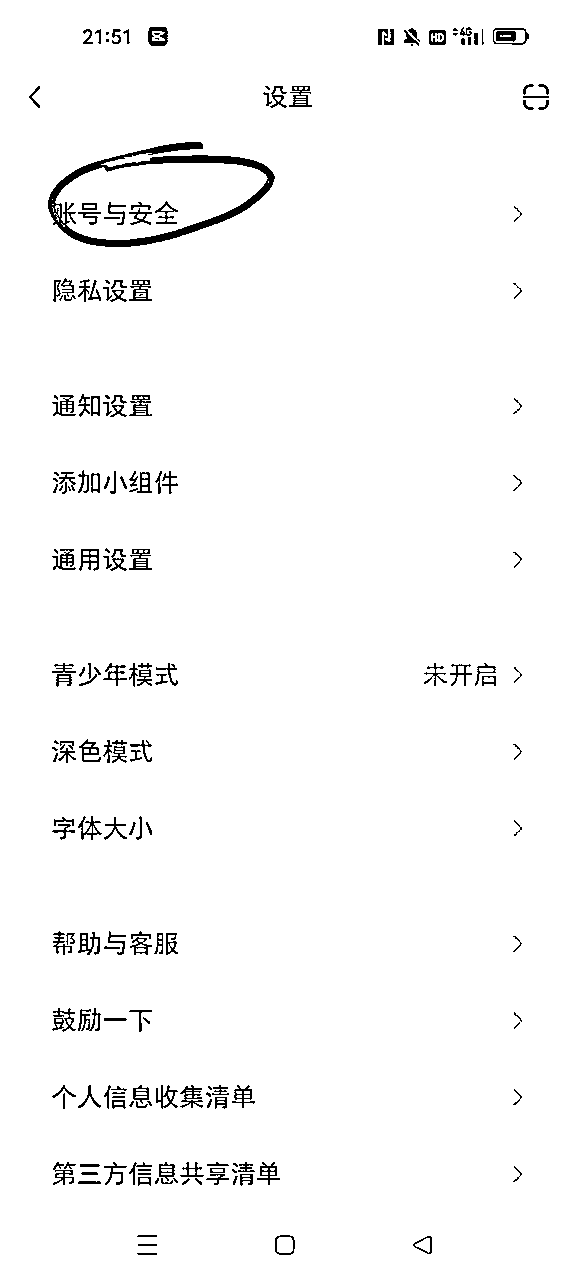 21:51 HD 4G
设置
账号与安全
隐私设置
通知设置
添加小组件
通用设置
青少年模式 未开启
深色模式
字体大小
帮助与客服
鼓励一下
个人信息收集清单
第三方信息共享清单